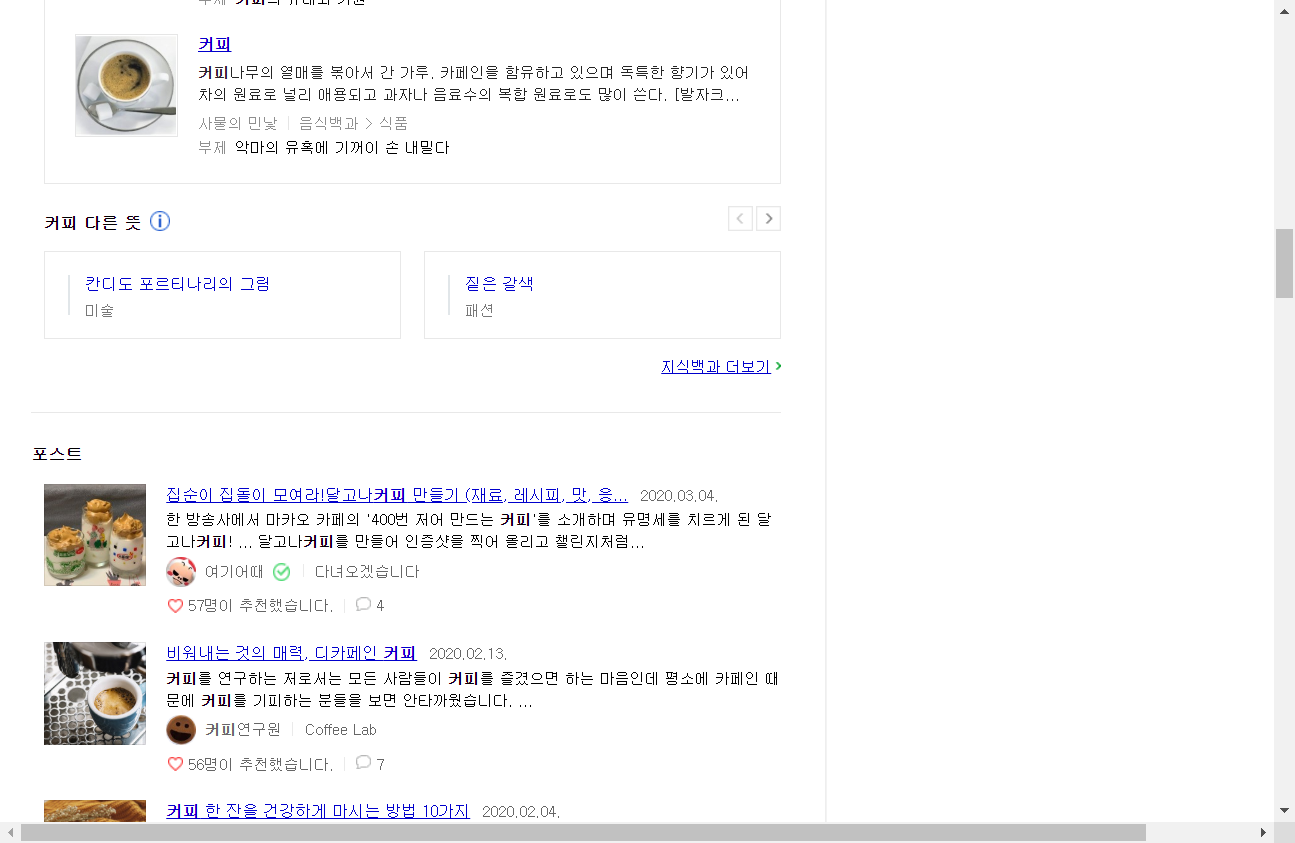 부제 커피의 유래와 기원
커피
커피나무의 열매를 볶아서 간 가루. 카페인을 함유하고 있으며 독특한 향기가 있어
차의 원료로 널리 애용되고 과자나 음료수의 복합 원료로도 많이 쓴다. [발자크...
사물의 민낯 음식백과 > 식품
부제 악마의 유혹에 기꺼이 손 내밀다
커피 다른 뜻
칸디도 포르티나리의 그림
미술
짙은 갈색
패션
지식백과 더보기
포스트
집순이 집돌이 모여라!달고나커피 만들기 (재료, 레시피, 맛, 응... 2020.03.04.
한 방송사에서 마카오 카페의 '400번 저어 만드는 커피'를 소개하며 유명세를 치르게 된 달
고나커피! ... 달고나커피를 만들어 인증샷을 찍어 올리고 챌린지처럼...
여기어때 다녀오겠습니다
57명이 추천했습니다. 4
비워내는 것의 매력, 디카페인 커피 2020.02.13.
커피를 연구하는 저로서는 모든 사람들이 커피를 즐겼으면 하는 마음인데 평소에 카페인 때
문에 커피를 기피하는 분들을 보면 안타까웠습니다. ...
커피연구원 Coffee Lab
56명이 추천했습니다. 7
커피 한 잔을 건강하게 마시는 방법 10가지 2020.02.04.